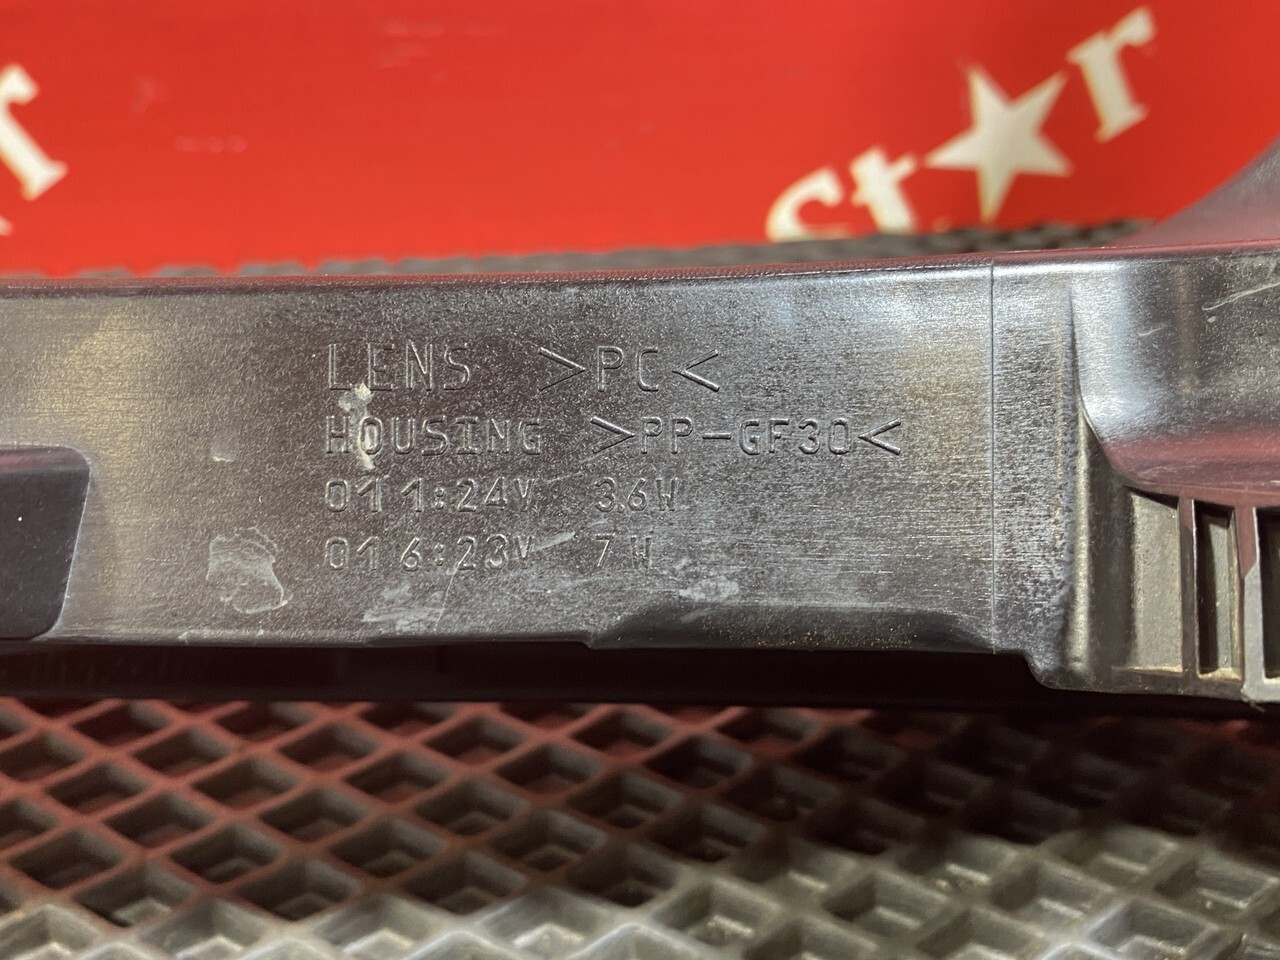 r
st★r
LENS >PC<
HOUSING >PP-GF30<
011:24V 3.6W
016:23V 7W